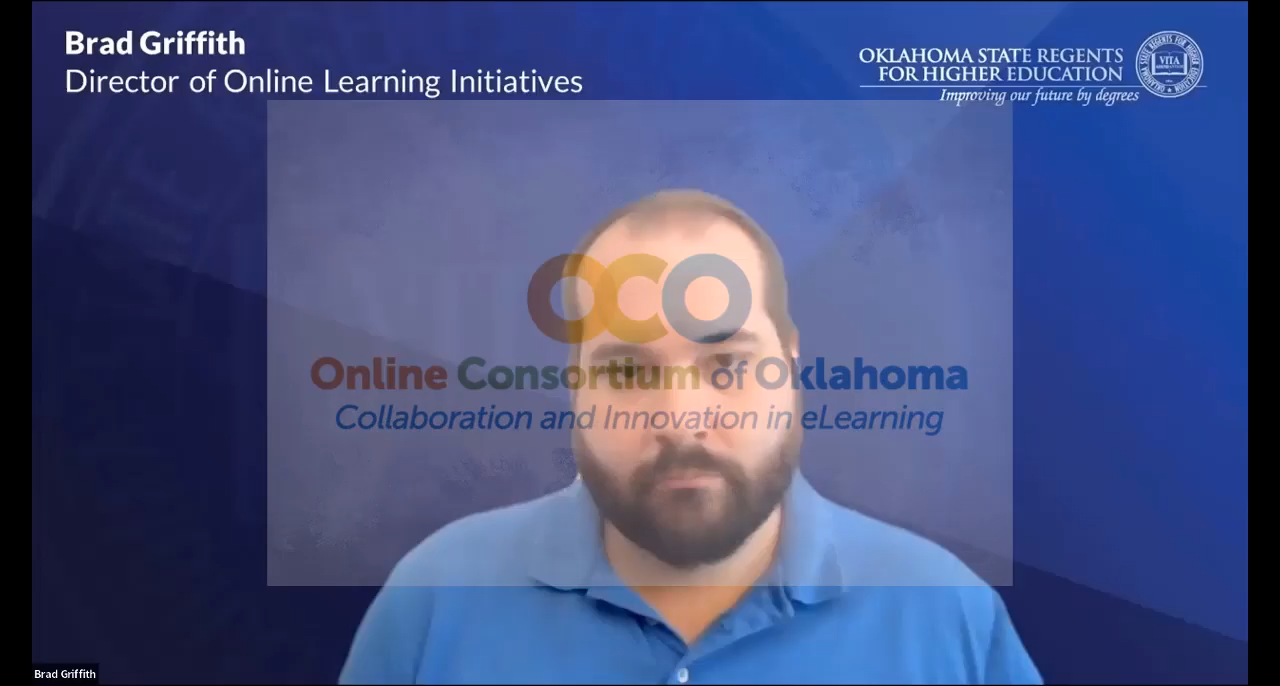 Brad Griffith
Director of Online Learning Initiatives
OKLAHOMA STATE REGENTS
FOR HIGHER EDUCATION
Improving our future by degrees
OCO
Online Consortium of Oklahoma
Collaboration and Innovation in eLearning
Brad Griffith